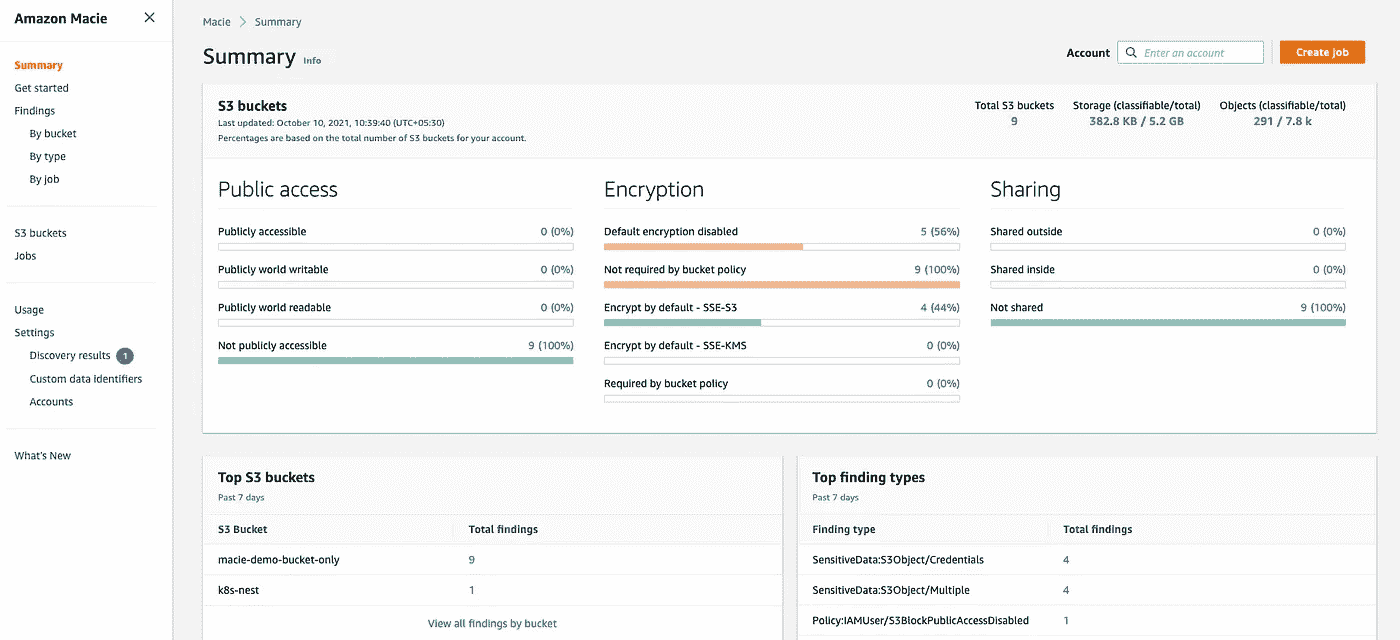 Amazon Macie
Summary
Get started
Findings
By bucket
By type
By job
S3 buckets
Jobs
Usage
Settings
Discovery results 1
Custom data identifiers
Accounts
What's New
Macie > Summary
Summary Info
Account Enter an account Create job
S3 buckets
Last updated: October 10, 2021, 10:39:40 (UTC+05:30)
Percentages are based on the total number of S3 buckets for your account.
Total S3 buckets
9
Storage (classifiable/total)
382.8 KB / 5.2 GB
Objects (classifiable/total)
291 / 7.8 k
Public access
Publicly accessible 0 (0%)
Publicly world writable 0 (0%)
Publicly world readable 0 (0%)
Not publicly accessible 9 (100%)
Encryption
Default encryption disabled 5 (56%)
Not required by bucket policy 9 (100%)
Encrypt by default - SSE-S3 4 (44%)
Encrypt by default - SSE-KMS 0 (0%)
Required by bucket policy 0 (0%)
Sharing
Shared outside 0 (0%)
Shared inside 0 (0%)
Not shared 9 (100%)
Top S3 buckets
Past 7 days
S3 Bucket Total findings
macie-demo-bucket-only 9
k8s-nest 1
View all findings by bucket
Top finding types
Past 7 days
Finding type Total findings
SensitiveData:S3Object/Credentials 4
SensitiveData:S3Object/Multiple 4
Policy:IAMUser/S3BlockPublicAccessDisabled 1